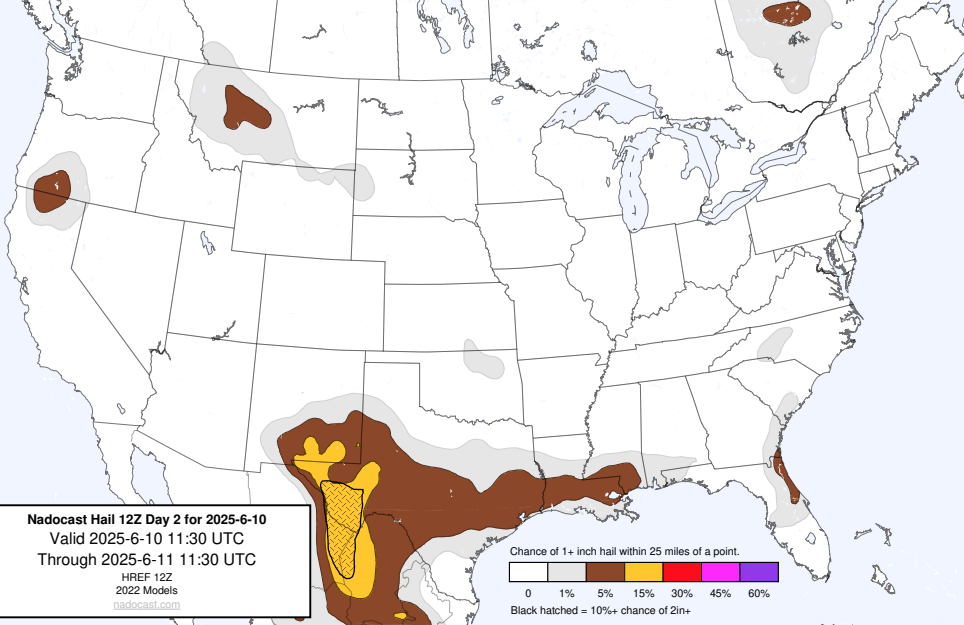 Nadocast Hail 12Z Day 2 for 2025-6-10
Valid 2025-6-10 11:30 UTC
Through 2025-6-11 11:30 UTC
HREF 12Z
2022 Models
nadocast.com
Chance of 1+ inch hail within 25 miles of a point.
0 1% 5% 15% 30% 45% 60%
Black hatched = 10%+ chance of 2in+